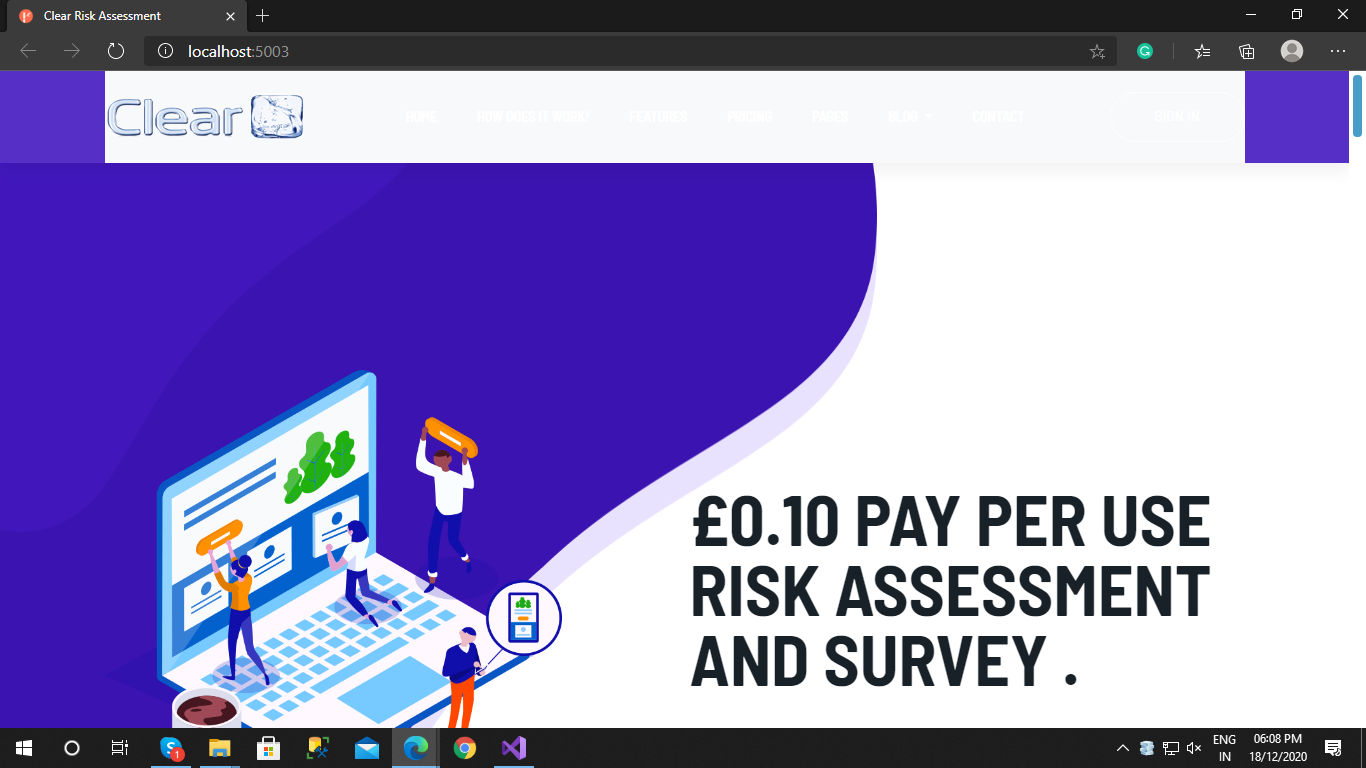 Clear Risk Assessment
localhost:5003
Clear
HOME
HOW DOES IT WORK!
FEATURES
PRICING
PAGES
BLOG
CONTACT
SIGN IN
£0.10 PAY PER USE
RISK ASSESSMENT
AND SURVEY .
1
ENG
IN
06:08 PM
18/12/2020